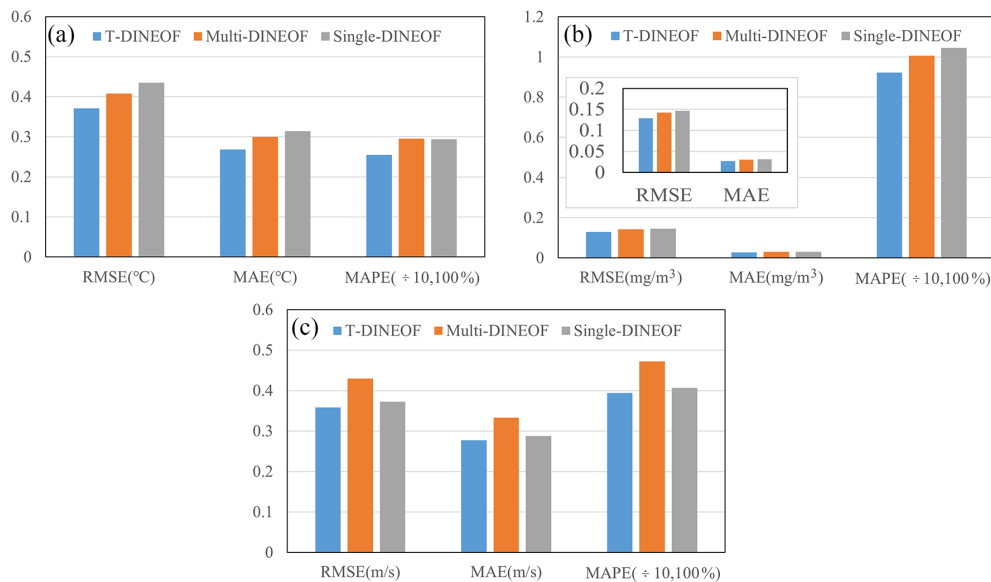 (a)
T-DINEOF Multi-DINEOF Single-DINEOF
0.6
0.5
0.4
0.3
0.2
0.1
0
RMSE(℃) MAE(℃) MAPE(÷10,100%)
(b)
T-DINEOF Multi-DINEOF Single-DINEOF
1.2
1
0.8
0.6
0.4
0.2
0
0.2
0.15
0.1
0.05
0
RMSE MAE
RMSE(mg/m³) MAE(mg/m³) MAPE(÷10,100%)
(c)
T-DINEOF Multi-DINEOF Single-DINEOF
0.6
0.5
0.4
0.3
0.2
0.1
0
RMSE(m/s) MAE(m/s) MAPE(÷10,100%)